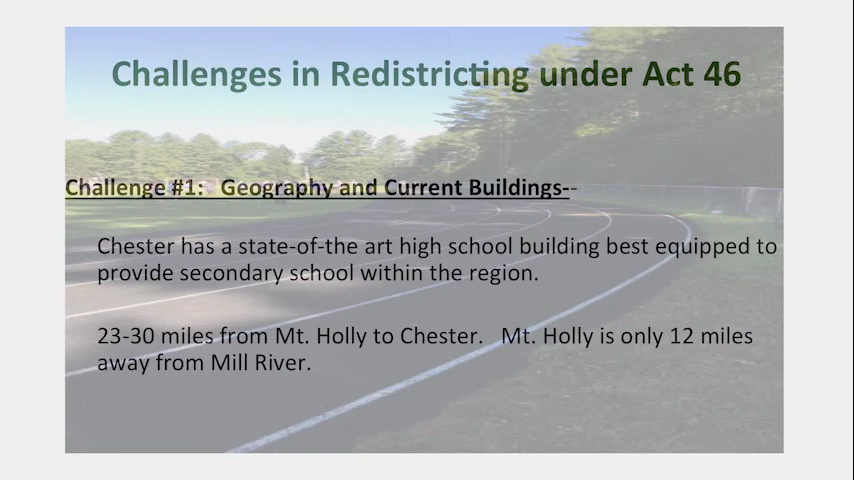 Challenges in Redistricting under Act 46
Challenge #1:  Geography and Current Buildings--
Chester has a state-of-the art high school building best equipped to
provide secondary school within the region.
23-30 miles from Mt. Holly to Chester.  Mt. Holly is only 12 miles
away from Mill River.